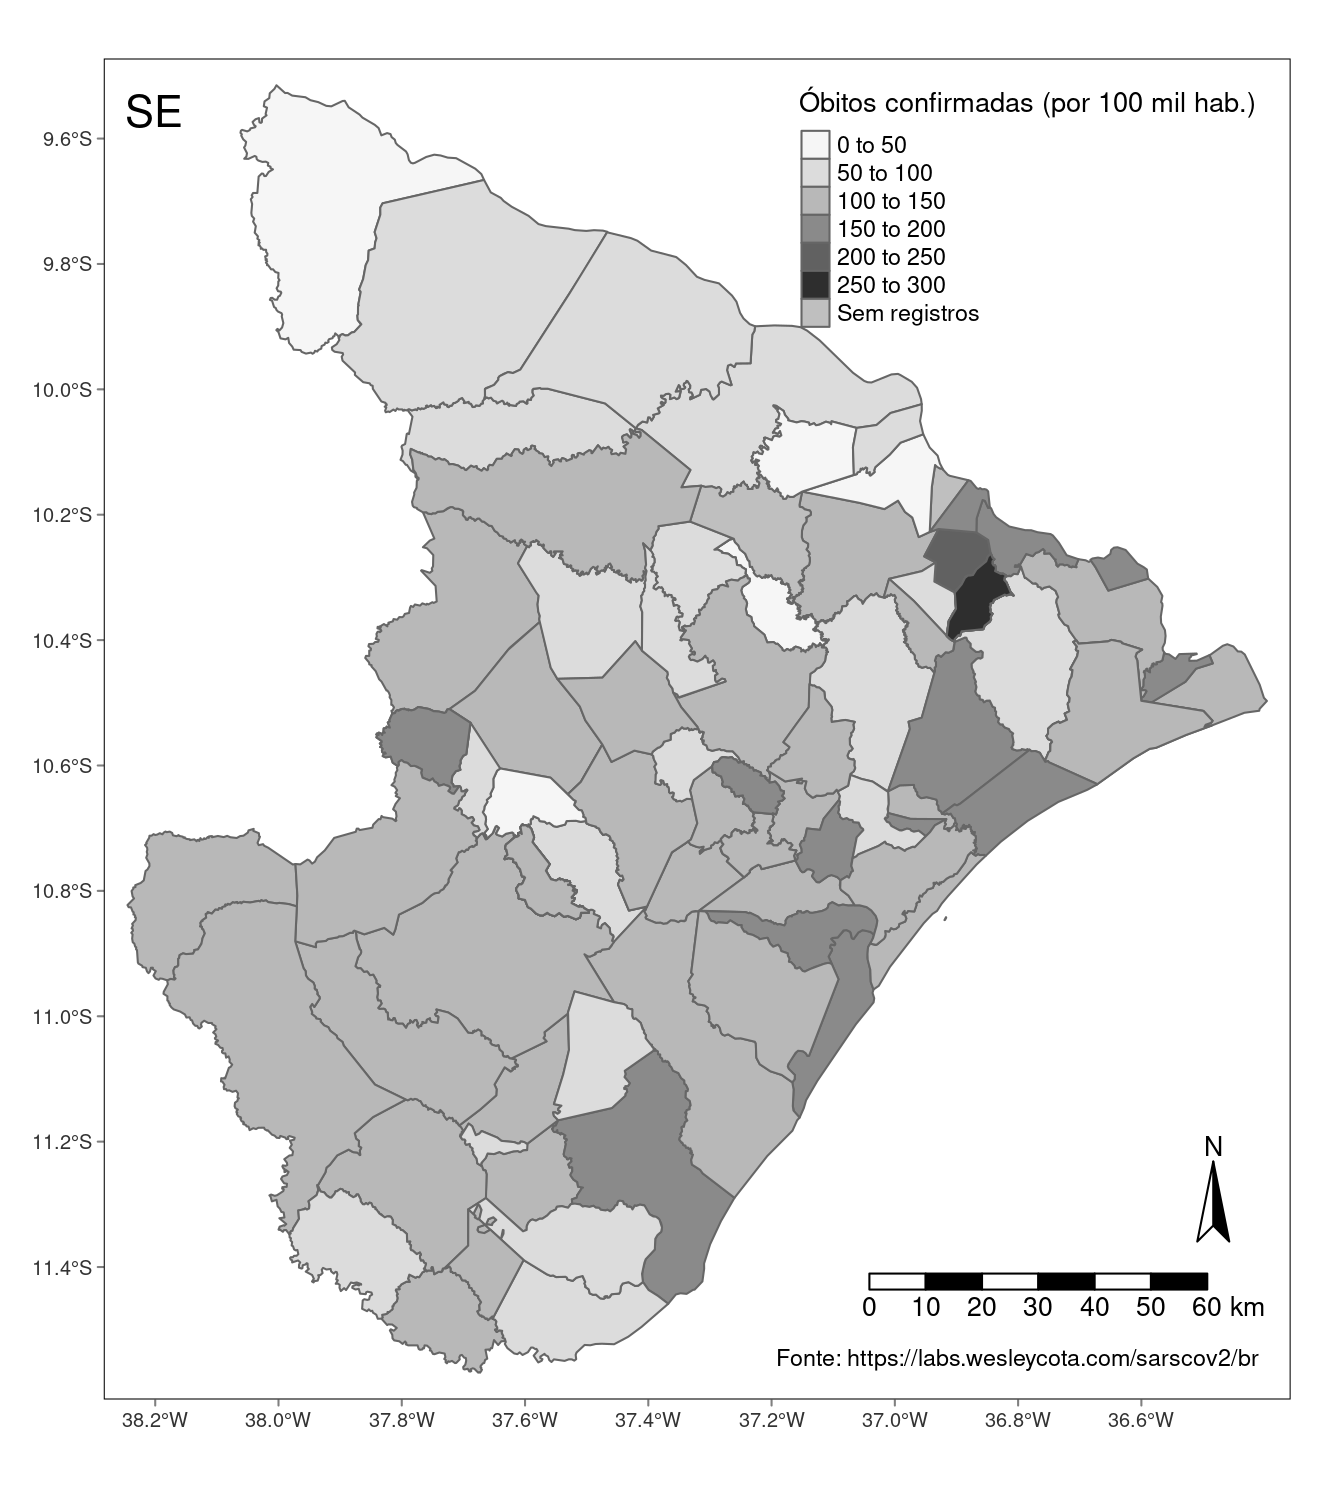 SE
Óbitos confirmadas (por 100 mil hab.)
0 to 50
50 to 100
100 to 150
150 to 200
200 to 250
250 to 300
Sem registros
9.6°S
9.8°S
10.0°S
10.2°S
10.4°S
10.6°S
10.8°S
11.0°S
11.2°S
11.4°S
N
0 10 20 30 40 50 60 km
Fonte: https://labs.wesleycota.com/sarscov2/br
38.2°W 38.0°W 37.8°W 37.6°W 37.4°W 37.2°W 37.0°W 36.8°W 36.6°W